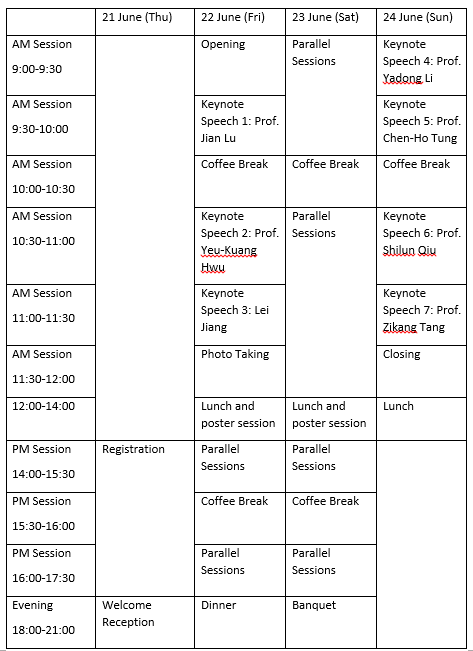 21 June (Thu) 22 June (Fri) 23 June (Sat) 24 June (Sun)
AM Session
9:00-9:30
Opening
Parallel
Sessions
Keynote
Speech 4: Prof.
Yadong Li
AM Session
9:30-10:00
Keynote
Speech 1: Prof.
Jian Lu
Keynote
Speech 5: Prof.
Chen-Ho Tung
AM Session
10:00-10:30
Coffee Break
Coffee Break
Coffee Break
AM Session
10:30-11:00
Keynote
Speech 2: Prof.
Yeu-Kuang
Hwu
Parallel
Sessions
Keynote
Speech 6: Prof.
Shilun Qiu
AM Session
11:00-11:30
Keynote
Speech 3: Lei
Jiang
Keynote
Speech 7: Prof.
Zikang Tang
AM Session
11:30-12:00
Photo Taking
Closing
12:00-14:00
Lunch and
poster session
Lunch and
poster session
Lunch
PM Session
14:00-15:30
Registration
Parallel
Sessions
Parallel
Sessions
PM Session
15:30-16:00
Coffee Break
Coffee Break
PM Session
16:00-17:30
Parallel
Sessions
Parallel
Sessions
Evening
18:00-21:00
Welcome
Reception
Dinner
Banquet